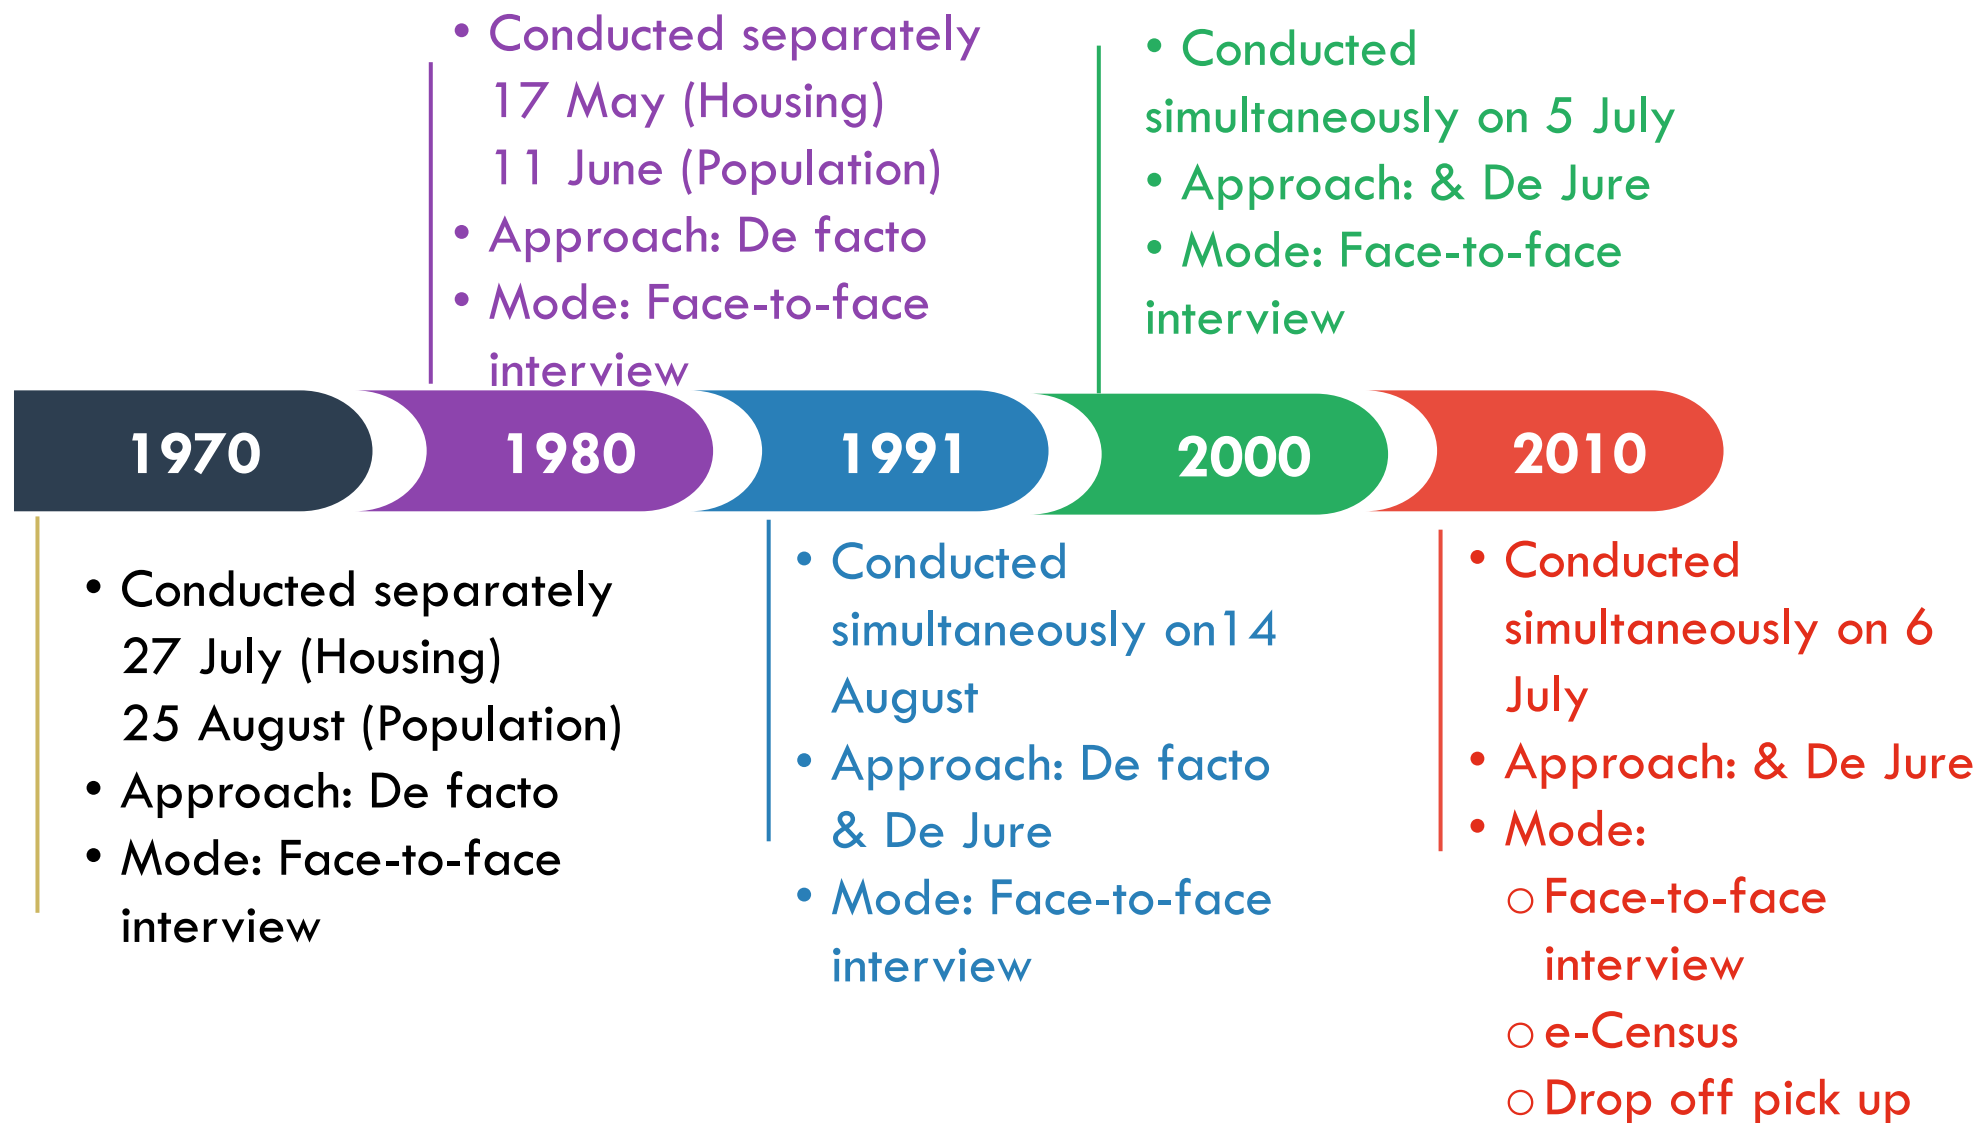 • Conducted separately
17 May (Housing)
11 June (Population)
• Approach: De facto
• Mode: Face-to-face
interview
• Conducted
simultaneously on 5 July
• Approach: & De Jure
• Mode: Face-to-face
interview
1970
1980
1991
2000
2010
• Conducted separately
27 July (Housing)
25 August (Population)
• Approach: De facto
• Mode: Face-to-face
interview
• Conducted
simultaneously on14
August
• Approach: De facto
& De Jure
• Mode: Face-to-face
interview
• Conducted
simultaneously on 6
July
• Approach: & De Jure
• Mode:
○ Face-to-face
interview
○ e-Census
○ Drop off pick up